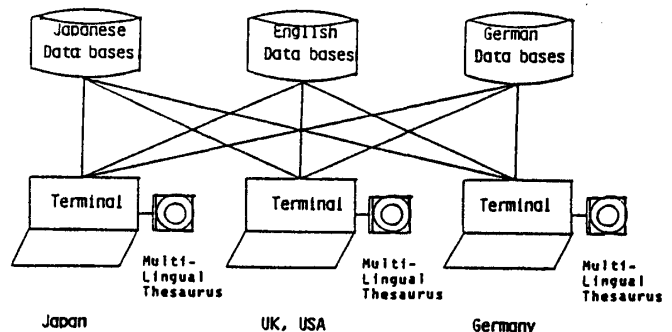 Japanese
Data bases
English
Data bases
German
Data bases
Terminal
Terminal
Terminal
Multi-
Lingual
Thesaurus
Multi-
Lingual
Thesaurus
Multi-
Lingual
Thesaurus
Japan
UK, USA
Germany